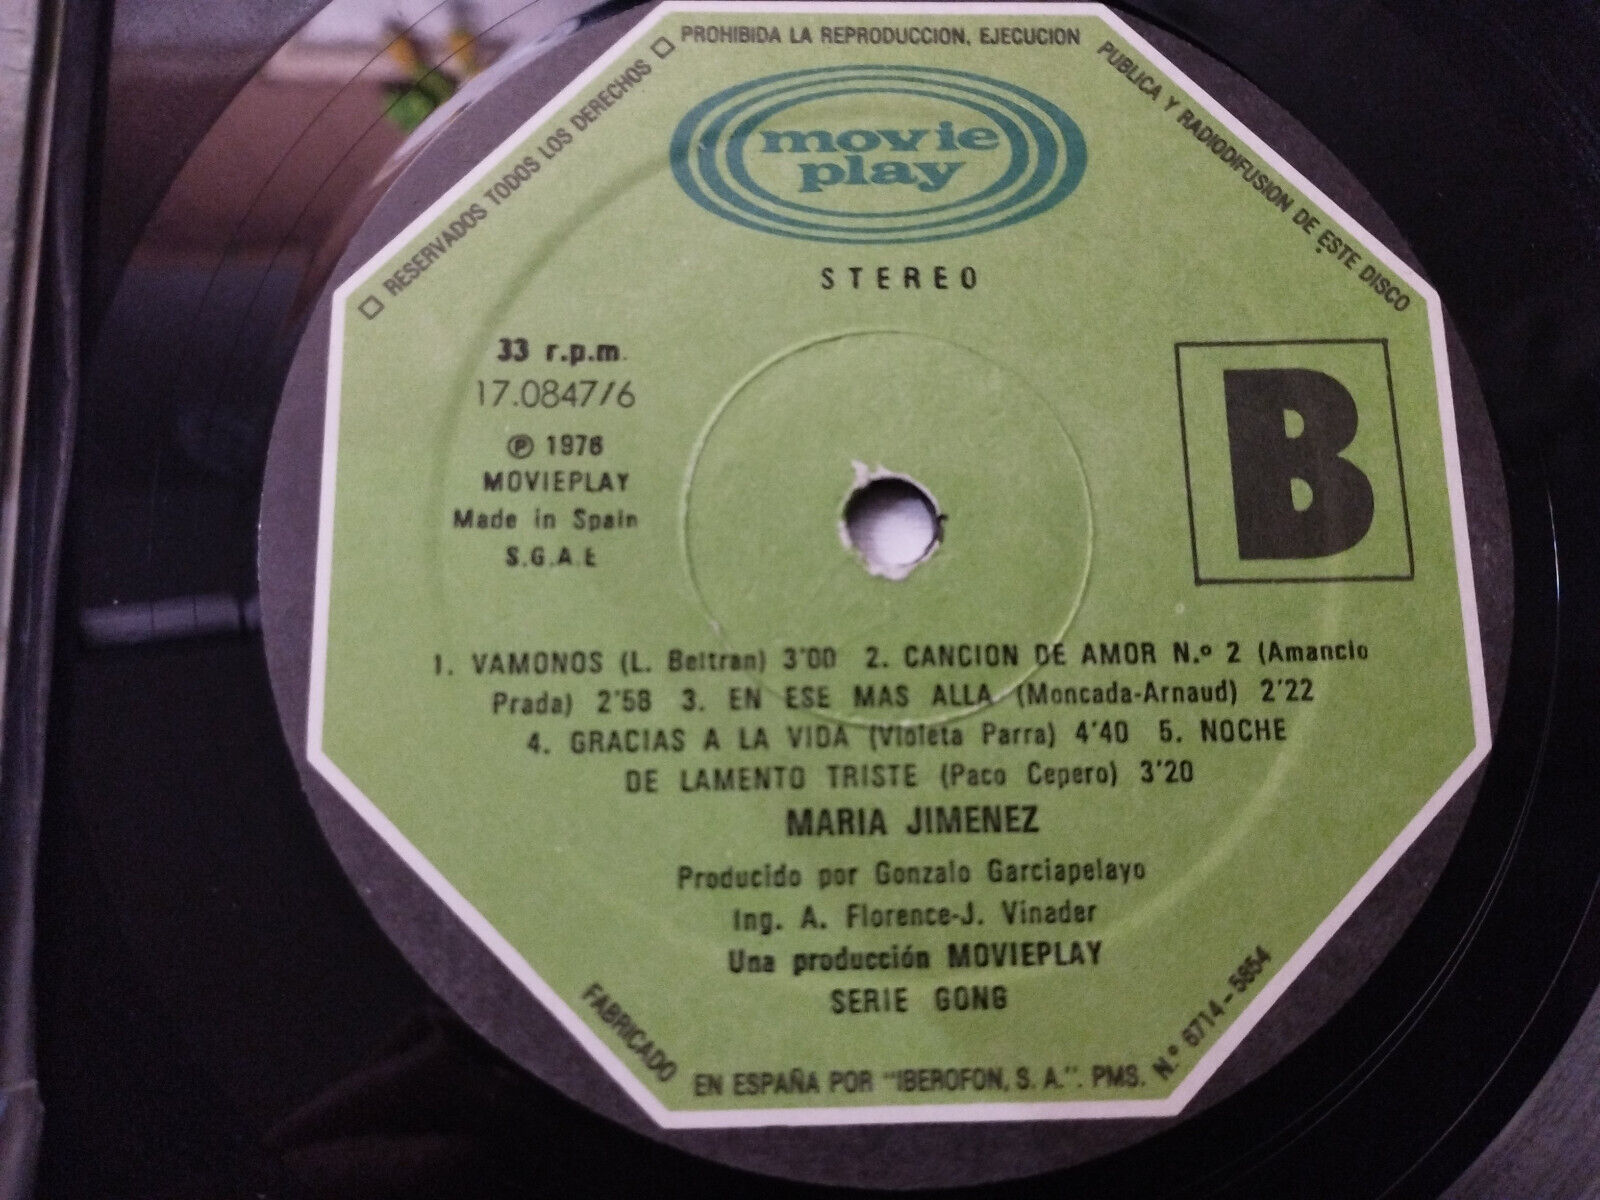 RESERVADOS TODOS LOS DERECHOS
PROHIBIDA LA REPRODUCCION, EJECUCION
PUBLICA Y RADIODIFUSION DE ESTE DISCO
movie
play
STEREO
33 r.p.m.
17.0847/6
℗ 1976
MOVIEPLAY
Made in Spain
S.G.A.E
B
1. VAMONOS (L. Beltran) 3'00 2. CANCION DE AMOR N.º 2 (Amancio
Prada) 2'58 3. EN ESE MAS ALLA (Moncada-Arnaud) 2'22
4. GRACIAS A LA VIDA (Violeta Parra) 4'40 5. NOCHE
DE LAMENTO TRISTE (Paco Cepero) 3'20
MARIA JIMENEZ
Producido por Gonzalo Garciapelayo
Ing. A. Florence-J. Vinader
Una producción MOVIEPLAY
SERIE GONG
FABRICADO
EN ESPAÑA POR "IBEROFON, S. A.". PMS.
N.º 6714-5854